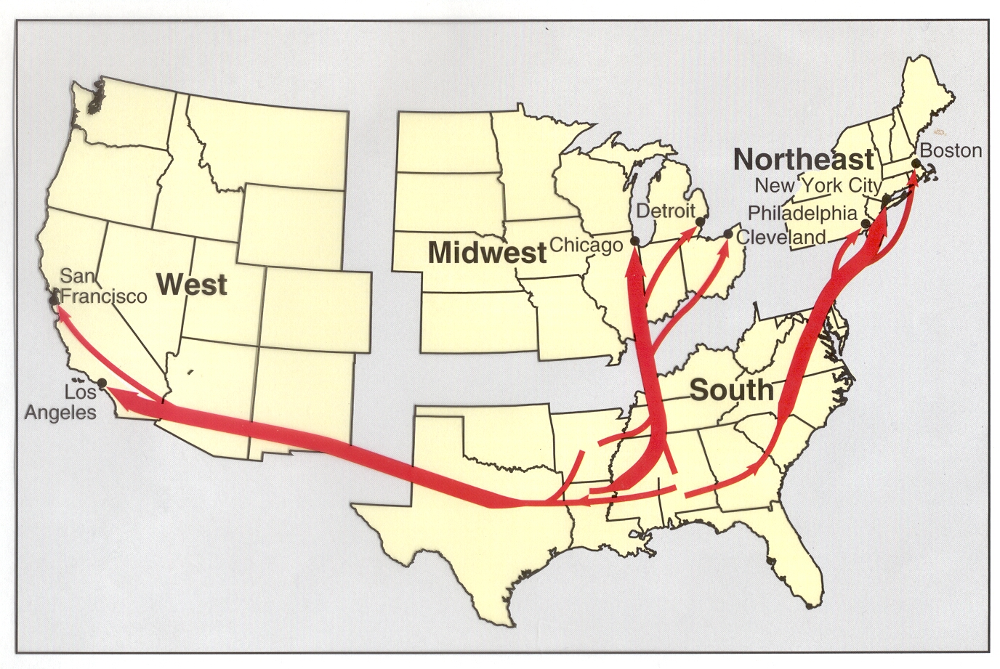 Northeast
Boston
New York City
Detroit
Philadelphia
Cleveland
Chicago
Midwest
West
San
Francisco
South
Los
Angeles